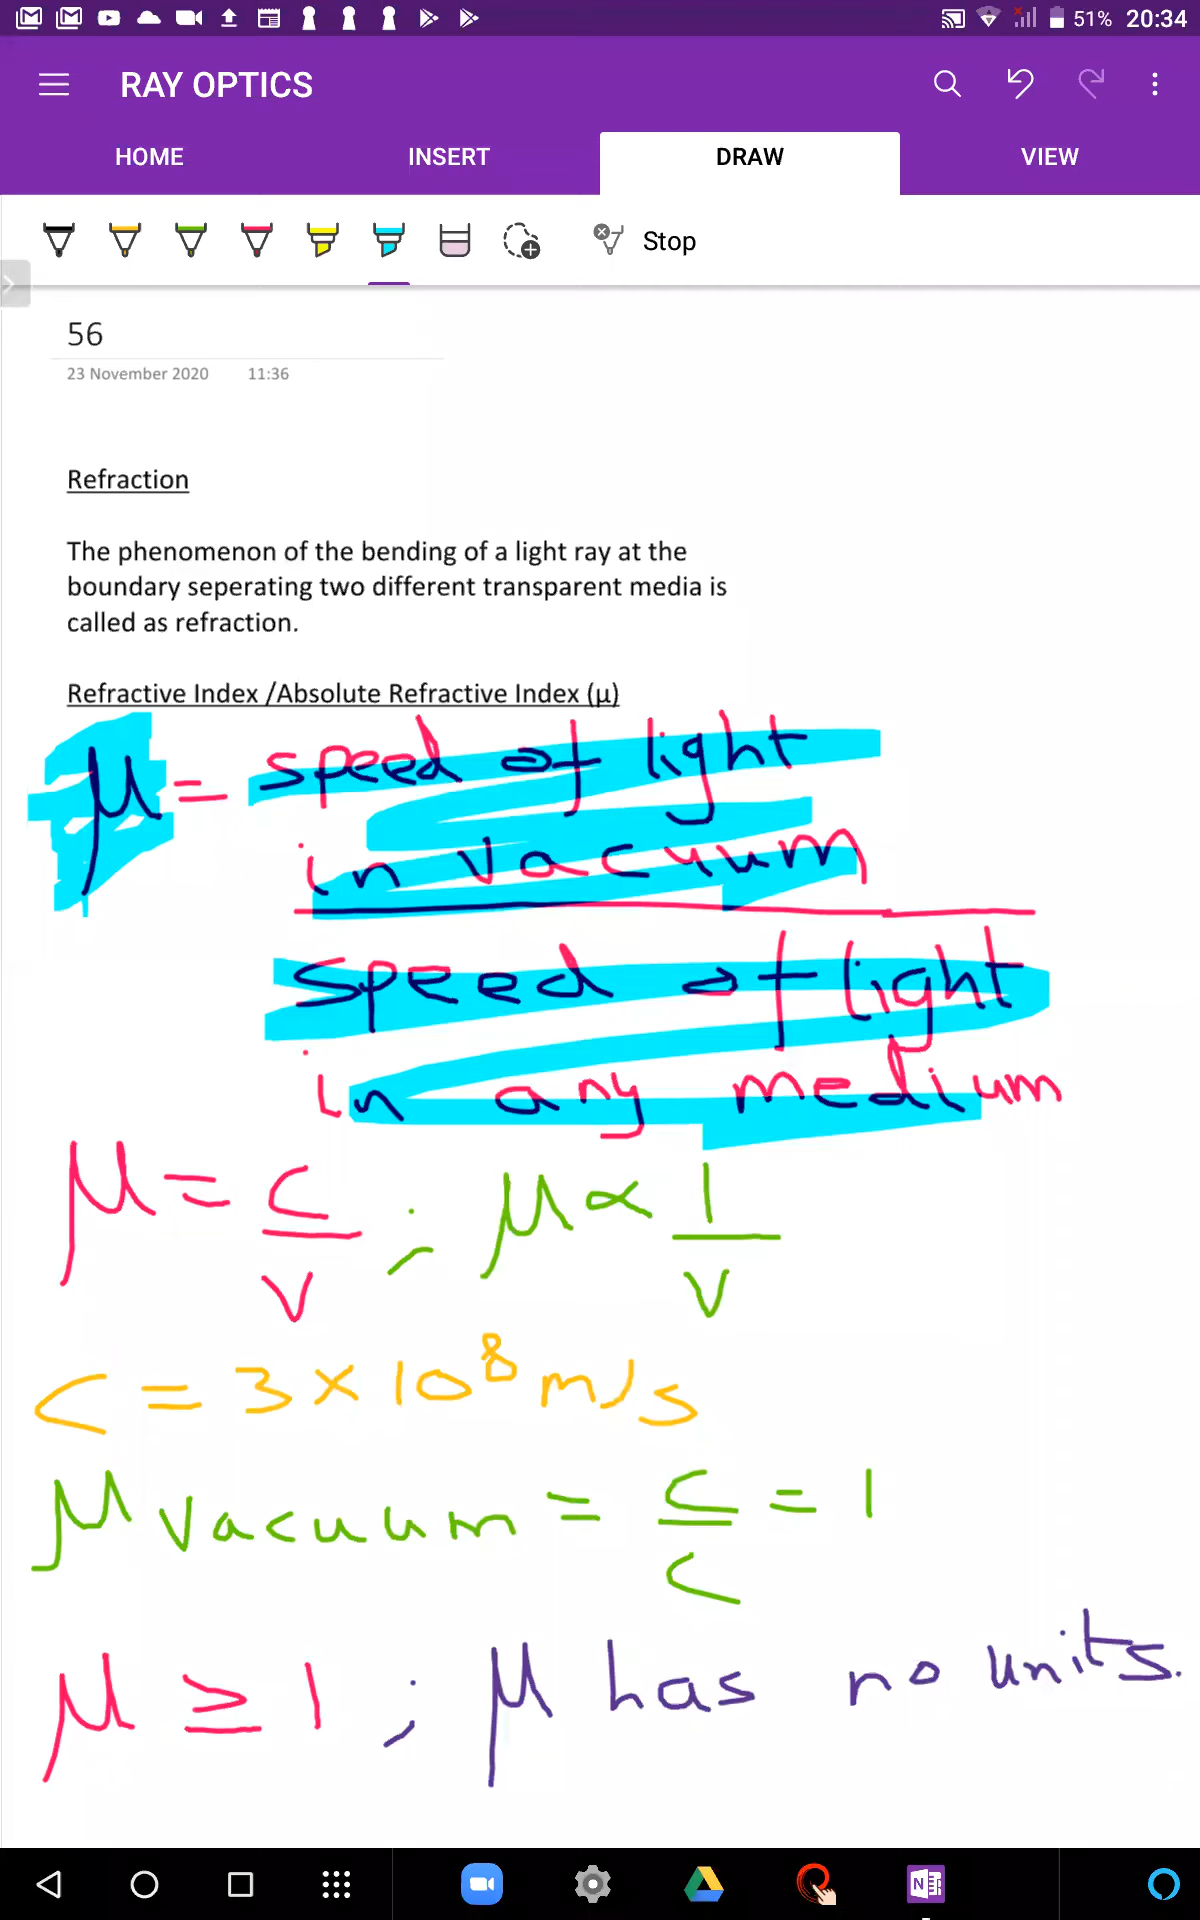 51% 20:34
RAY OPTICS
HOME INSERT DRAW VIEW
Stop
56
23 November 2020 11:36
Refraction
The phenomenon of the bending of a light ray at the
boundary seperating two different transparent media is
called as refraction.
Refractive Index /Absolute Refractive Index (μ)
μ = speed of light
in vacuum
speed of light
in any medium
μ = c/v ; μ ∝ 1/v
c = 3 × 10⁸ m/s
μ vacuum = c/c = 1
μ ≥ 1 ; μ has no units.
N